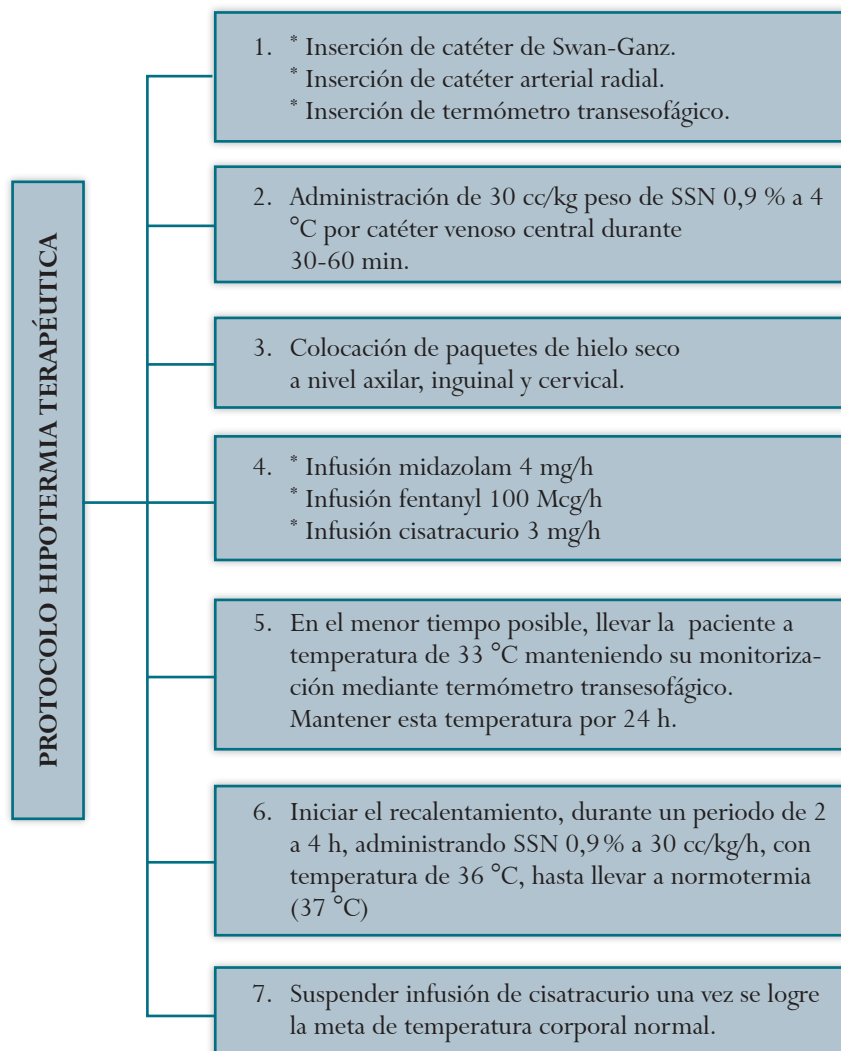 PROTOCOLO HIPOTERMIA TERAPÉUTICA
1. * Inserción de catéter de Swan-Ganz.
* Inserción de catéter arterial radial.
* Inserción de termómetro transesofágico.
2. Administración de 30 cc/kg peso de SSN 0,9 % a 4
°C por catéter venoso central durante
30-60 min.
3. Colocación de paquetes de hielo seco
a nivel axilar, inguinal y cervical.
4. * Infusión midazolam 4 mg/h
* Infusión fentanyl 100 Mcg/h
* Infusión cisatracurio 3 mg/h
5. En el menor tiempo posible, llevar la paciente a
temperatura de 33 °C manteniendo su monitoriza-
ción mediante termómetro transesofágico.
Mantener esta temperatura por 24 h.
6. Iniciar el recalentamiento, durante un periodo de 2
a 4 h, administrando SSN 0,9% a 30 cc/kg/h, con
temperatura de 36 °C, hasta llevar a normotermia
(37 °C)
7. Suspender infusión de cisatracurio una vez se logre
la meta de temperatura corporal normal.